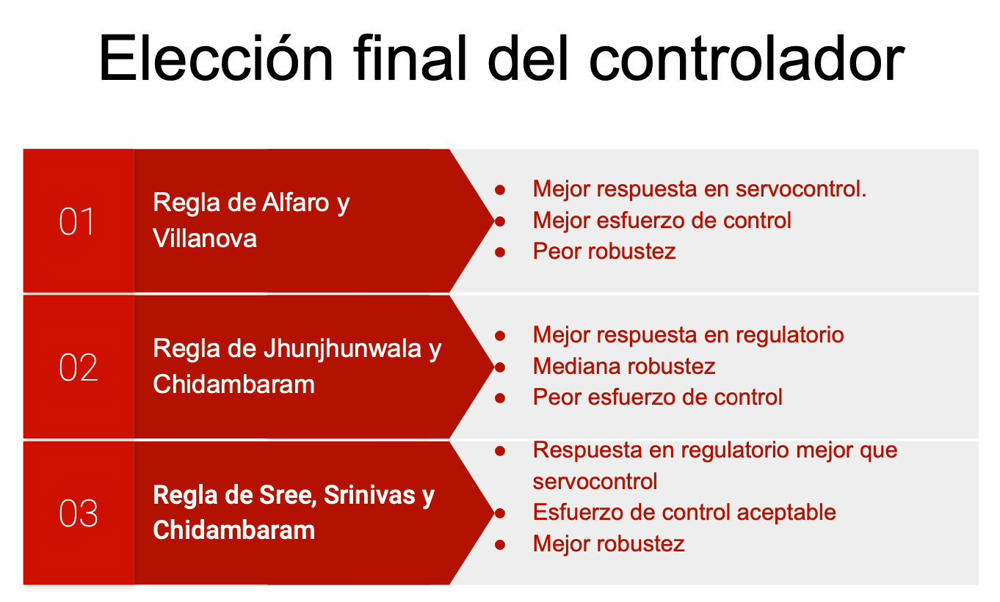 Elección final del controlador
01
Regla de Alfaro y
Villanova
● Mejor respuesta en servocontrol.
● Mejor esfuerzo de control
● Peor robustez
02
Regla de Jhunjhunwala y
Chidambaram
● Mejor respuesta en regulatorio
● Mediana robustez
● Peor esfuerzo de control
03
Regla de Sree, Srinivas y
Chidambaram
● Respuesta en regulatorio mejor que
servocontrol
● Esfuerzo de control aceptable
● Mejor robustez